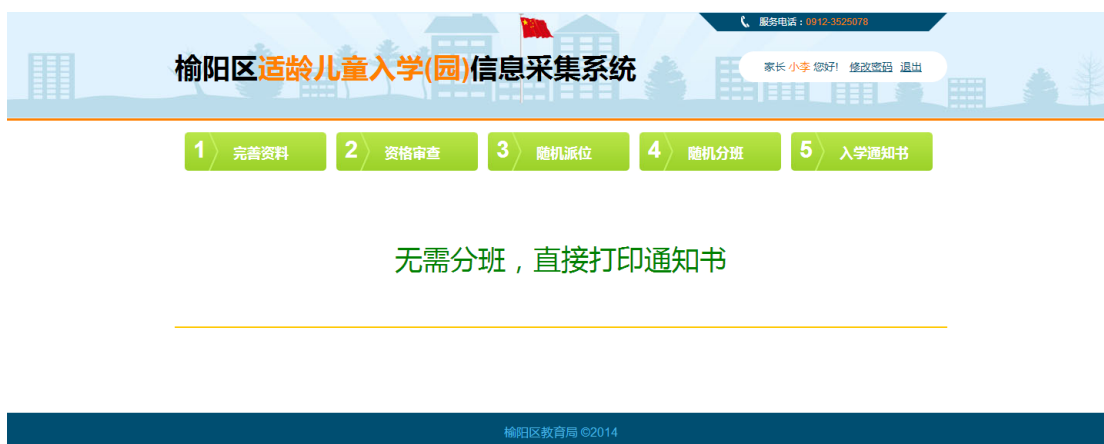 服务电话：0912-3525078
榆阳区适龄儿童入学(园)信息采集系统
家长 小李 您好! 修改密码 退出
1 完善资料 2 资格审查 3 随机派位 4 随机分班 5 入学通知书
无需分班，直接打印通知书
榆阳区教育局 ©2014